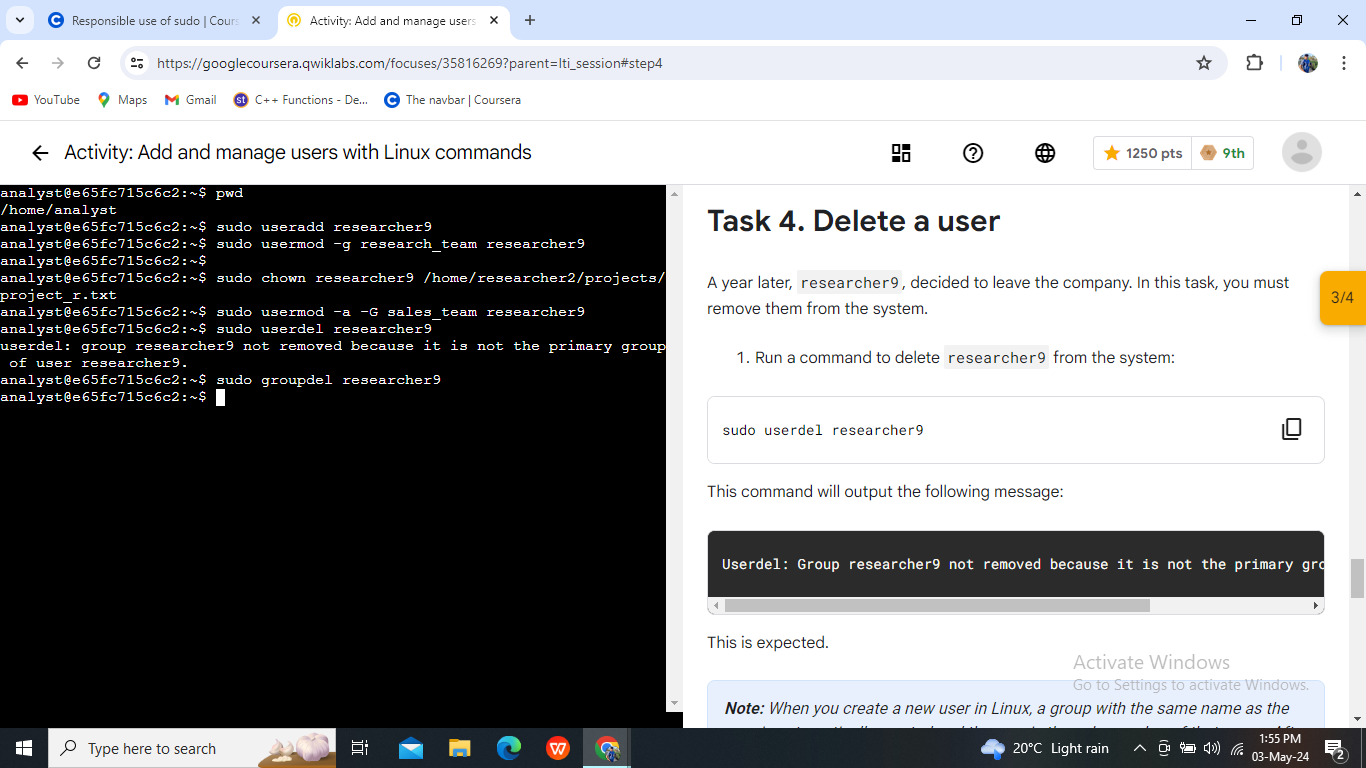 Responsible use of sudo | Cours
Activity: Add and manage users
https://googlecoursera.qwiklabs.com/focuses/35816269?parent=lti_session#step4
YouTube
Maps
Gmail
st
C++ Functions - De...
The navbar | Coursera
Activity: Add and manage users with Linux commands
1250 pts
9th
analyst@e65fc715c6c2:~$ pwd
/home/analyst
analyst@e65fc715c6c2:~$ sudo useradd researcher9
analyst@e65fc715c6c2:~$ sudo usermod -g research_team researcher9
analyst@e65fc715c6c2:~$
analyst@e65fc715c6c2:~$ sudo chown researcher9 /home/researcher2/projects/
project_r.txt
analyst@e65fc715c6c2:~$ sudo usermod -a -G sales_team researcher9
analyst@e65fc715c6c2:~$ sudo userdel researcher9
userdel: group researcher9 not removed because it is not the primary group
of user researcher9.
analyst@e65fc715c6c2:~$ sudo groupdel researcher9
analyst@e65fc715c6c2:~$
Task 4. Delete a user
A year later, researcher9, decided to leave the company. In this task, you must
remove them from the system.
3/4
1. Run a command to delete researcher9 from the system:
sudo userdel researcher9
This command will output the following message:
Userdel: Group researcher9 not removed because it is not the primary gro
This is expected.
Activate Windows
Go to Settings to activate Windows.
Note: When you create a new user in Linux, a group with the same name as the
Type here to search
20°C Light rain
1:55 PM
03-May-24
2